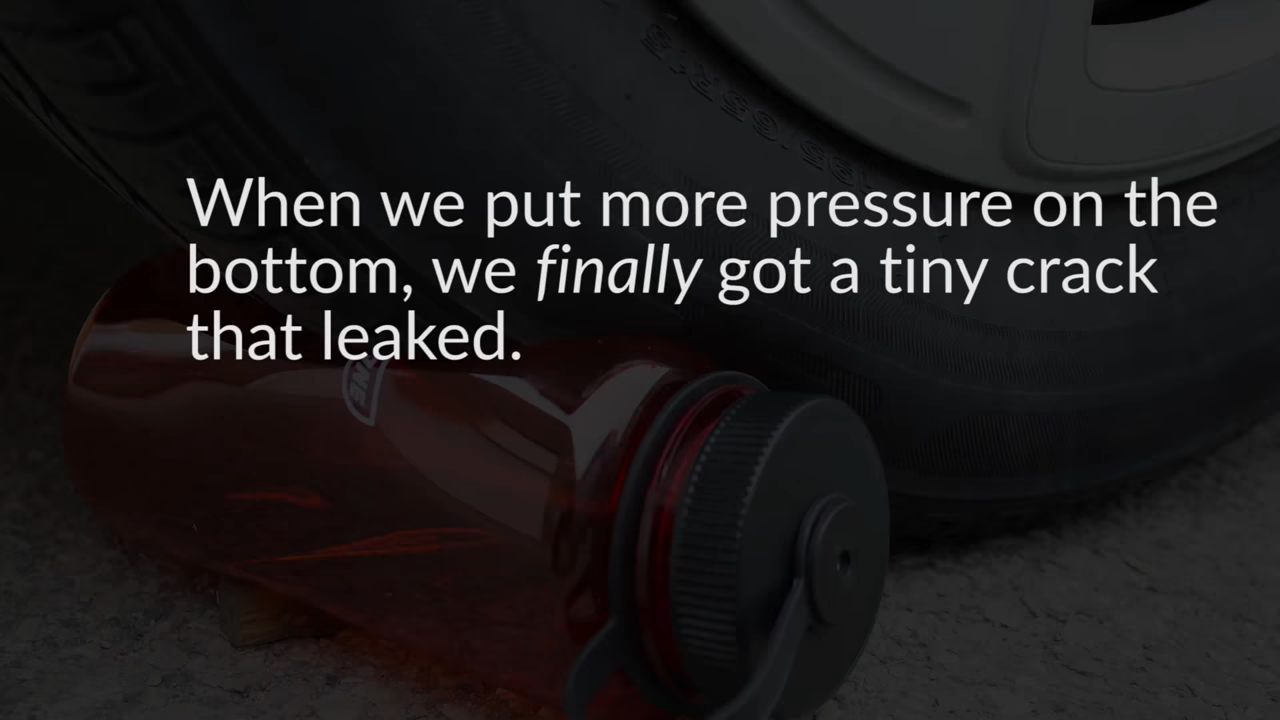 When we put more pressure on the
bottom, we finally got a tiny crack
that leaked.